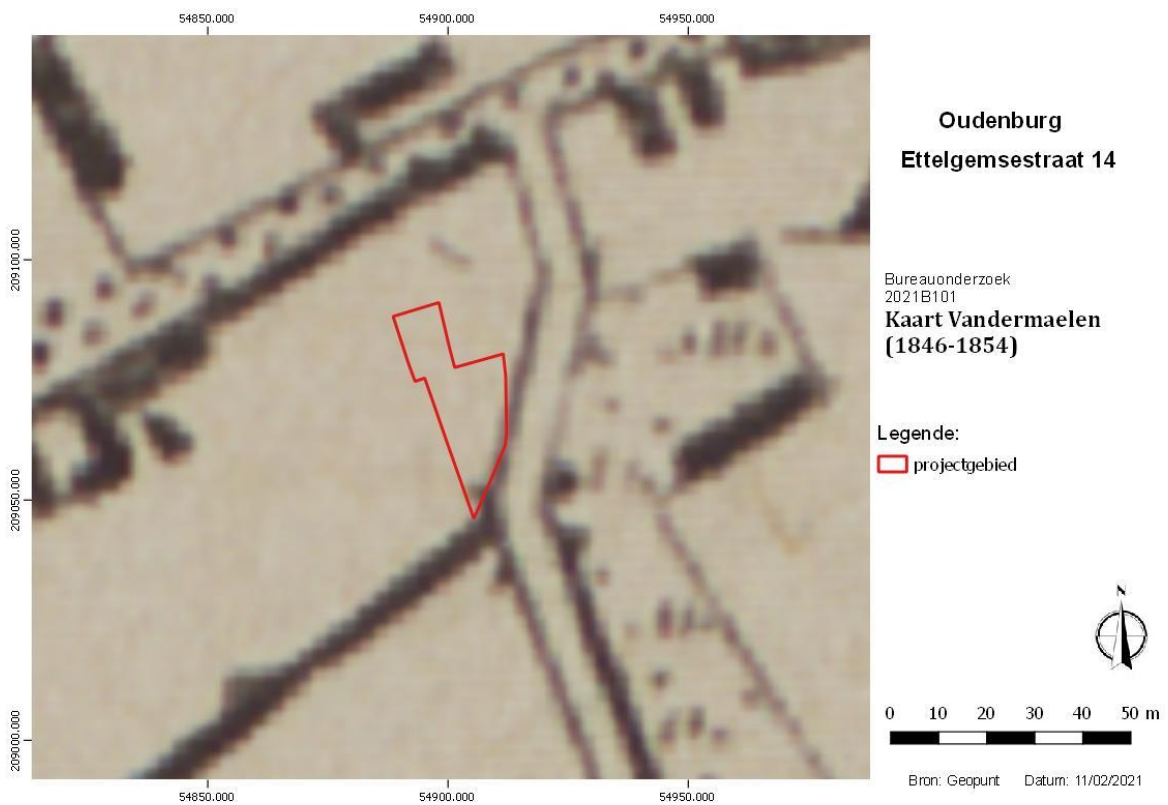 54850.000 54900.000 54950.000
209100.000
209050.000
209000.000
54850.000 54900.000 54950.000
Oudenburg
Ettelgemsestraat 14
Bureauonderzoek
2021B101
Kaart Vandermaelen
(1846-1854)
Legende:
projectgebied
N
0 10 20 30 40 50 m
Bron: Geopunt Datum: 11/02/2021